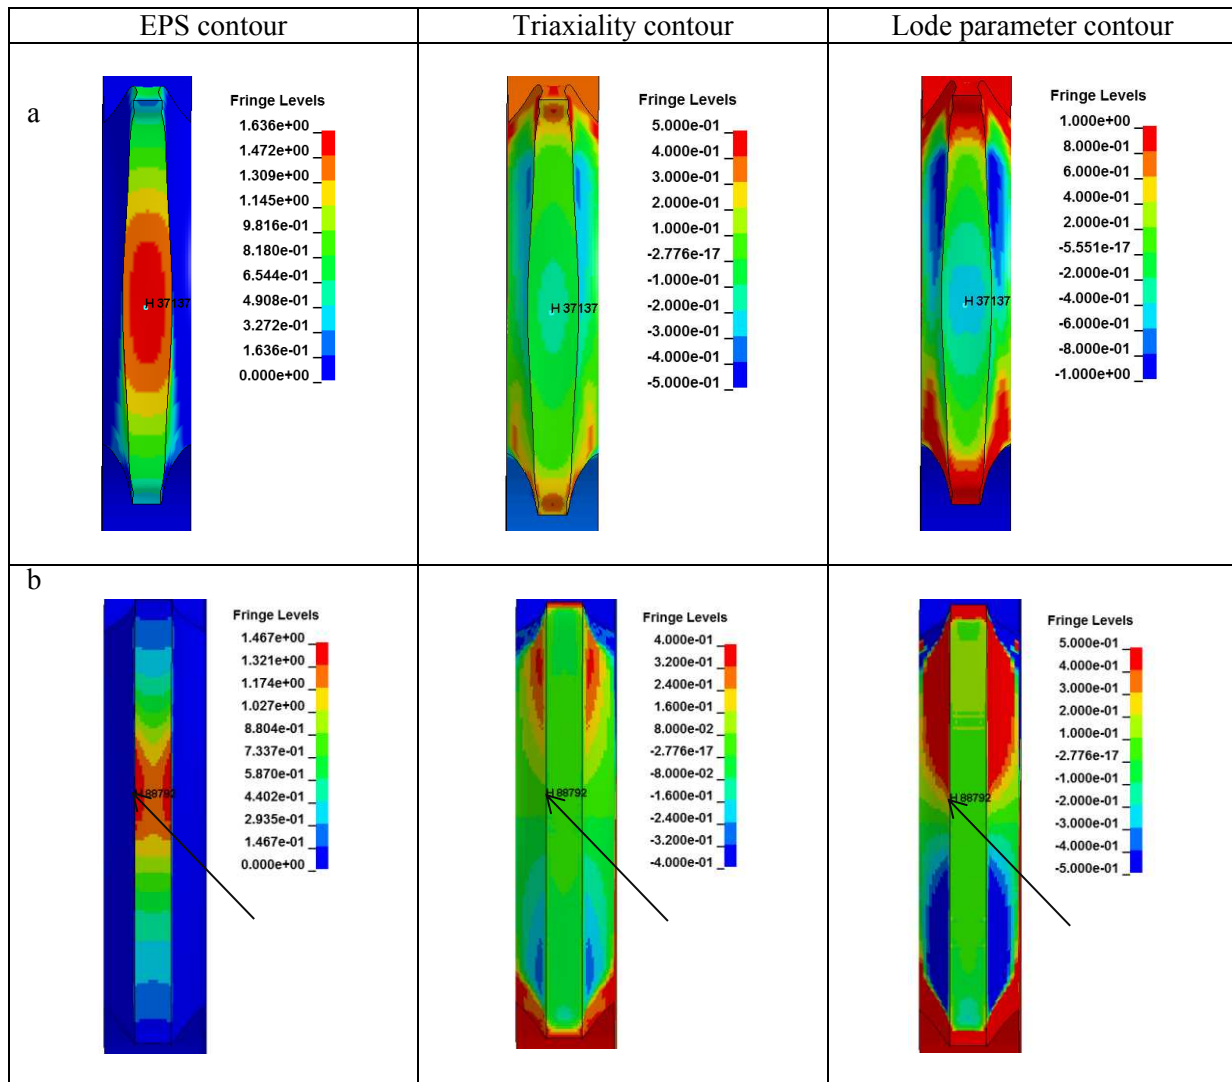 EPS contour
Triaxiality contour
Lode parameter contour
a
Fringe Levels
1.636e+00
1.472e+00
1.309e+00
1.145e+00
9.816e-01
8.180e-01
6.544e-01
4.908e-01
3.272e-01
1.636e-01
0.000e+00
H 37137
Fringe Levels
5.000e-01
4.000e-01
3.000e-01
2.000e-01
1.000e-01
-2.776e-17
-1.000e-01
-2.000e-01
-3.000e-01
-4.000e-01
-5.000e-01
H 37137
Fringe Levels
1.000e+00
8.000e-01
6.000e-01
4.000e-01
2.000e-01
-5.551e-17
-2.000e-01
-4.000e-01
-6.000e-01
-8.000e-01
-1.000e+00
H 37137
b
Fringe Levels
1.467e+00
1.321e+00
1.174e+00
1.027e+00
8.804e-01
7.337e-01
5.870e-01
4.402e-01
2.935e-01
1.467e-01
0.000e+00
H 88792
Fringe Levels
4.000e-01
3.200e-01
2.400e-01
1.600e-01
8.000e-02
-2.776e-17
-8.000e-02
-1.600e-01
-2.400e-01
-3.200e-01
-4.000e-01
H 88792
Fringe Levels
5.000e-01
4.000e-01
3.000e-01
2.000e-01
1.000e-01
-2.776e-17
-1.000e-01
-2.000e-01
-3.000e-01
-4.000e-01
-5.000e-01
H 88792